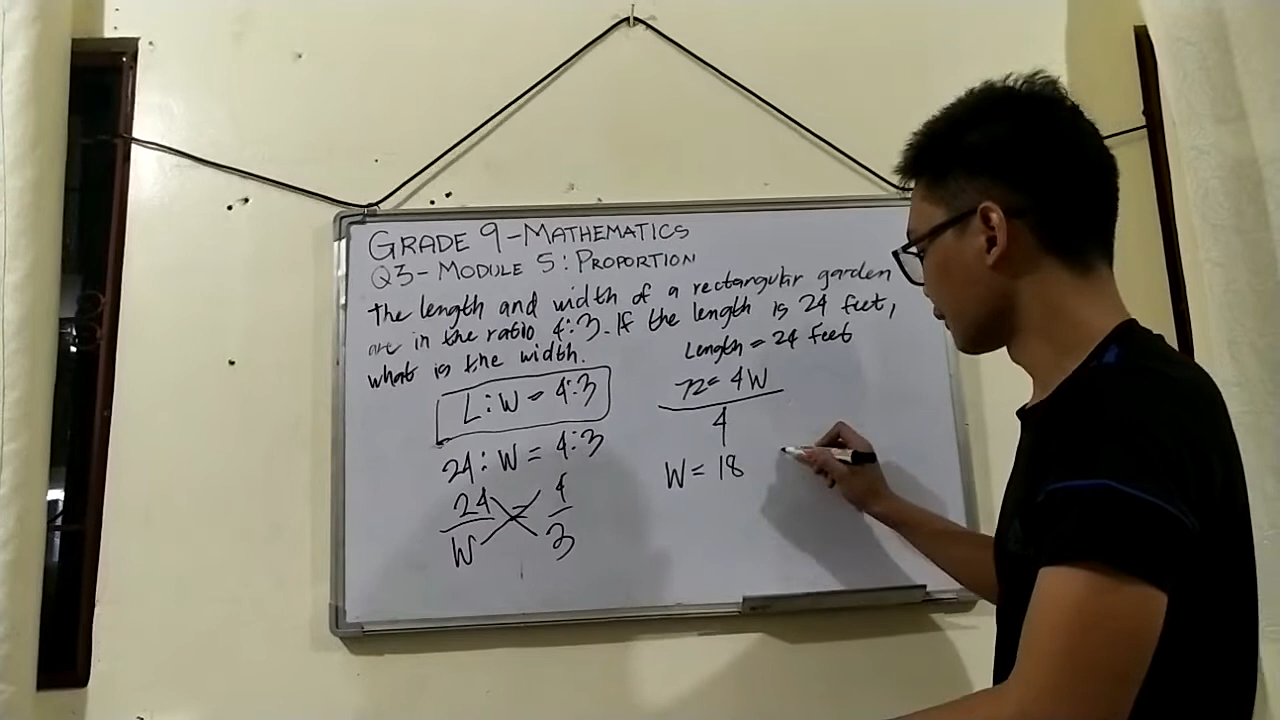 GRADE 9-MATHEMATICS
Q3- MODULE 5: PROPORTION
The length and width of a rectangular garden
are in the ratio 4:3. If the length is 24 feet,
what is the width.
Length = 24 feet
L:W = 4:3
24:W = 4:3
24 = 4
W 3
72= 4W
4
W= 18